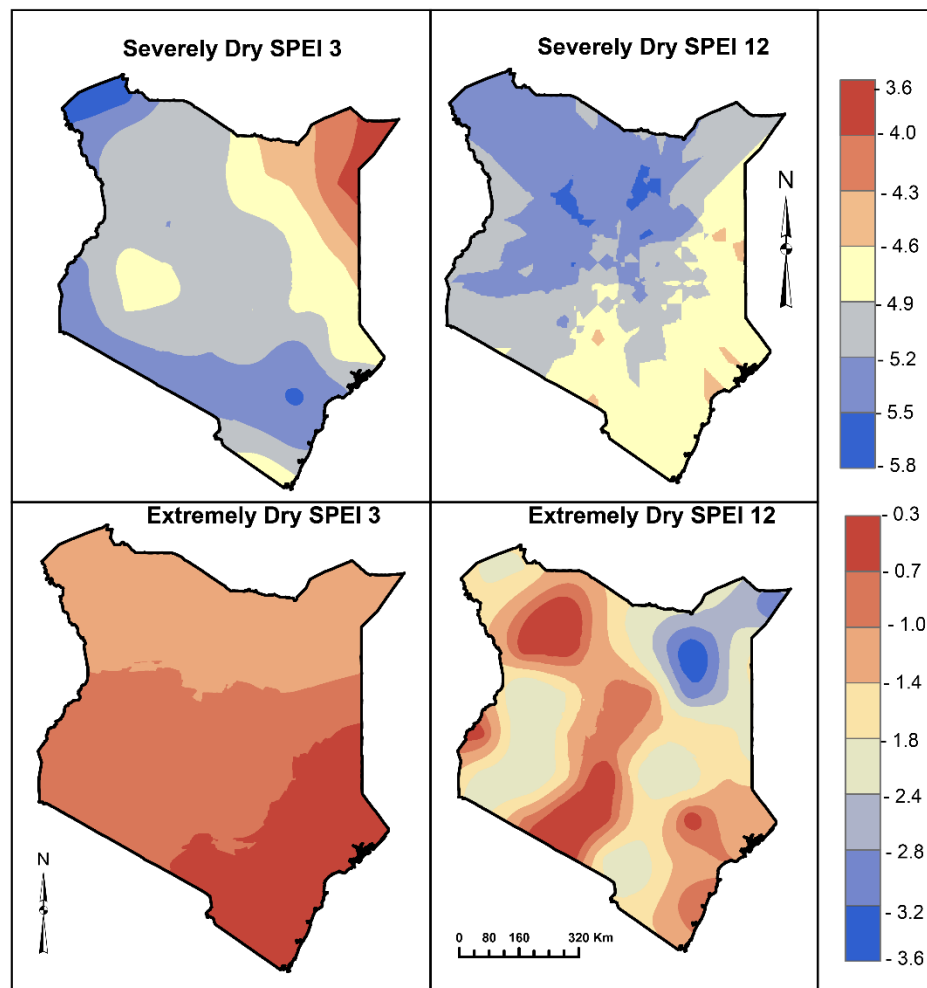 Severely Dry SPEI 3
Severely Dry SPEI 12
3.6
- 4.0
- 4.3
- 4.6
- 4.9
- 5.2
- 5.5
- 5.8
N
Extremely Dry SPEI 3
Extremely Dry SPEI 12
- 0.3
- 0.7
- 1.0
- 1.4
- 1.8
- 2.4
- 2.8
- 3.2
- 3.6
N
0 80 160 320 Km